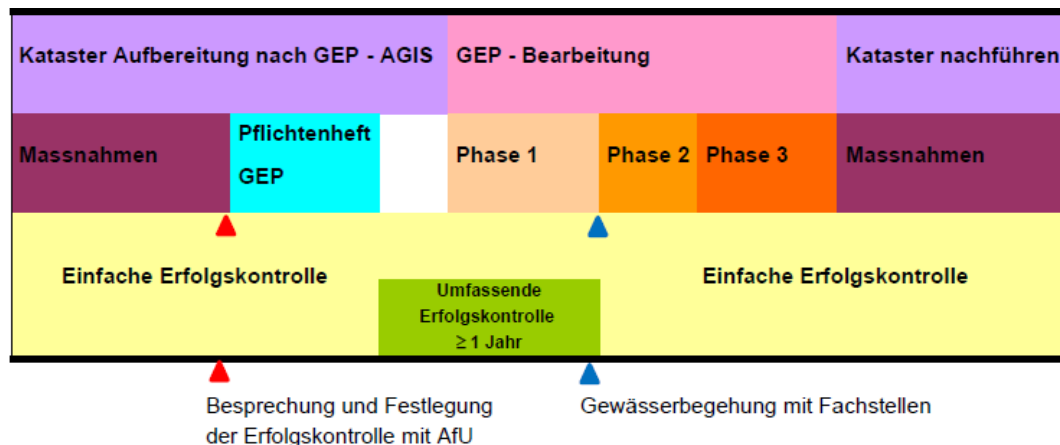 Kataster Aufbereitung nach GEP - AGIS
GEP - Bearbeitung
Kataster nachführen
Massnahmen
Pflichtenheft
GEP
Phase 1
Phase 2
Phase 3
Massnahmen
Einfache Erfolgskontrolle
Umfassende
Erfolgskontrolle
≥ 1 Jahr
Einfache Erfolgskontrolle
Besprechung und Festlegung
der Erfolgskontrolle mit AfU
Gewässerbegehung mit Fachstellen